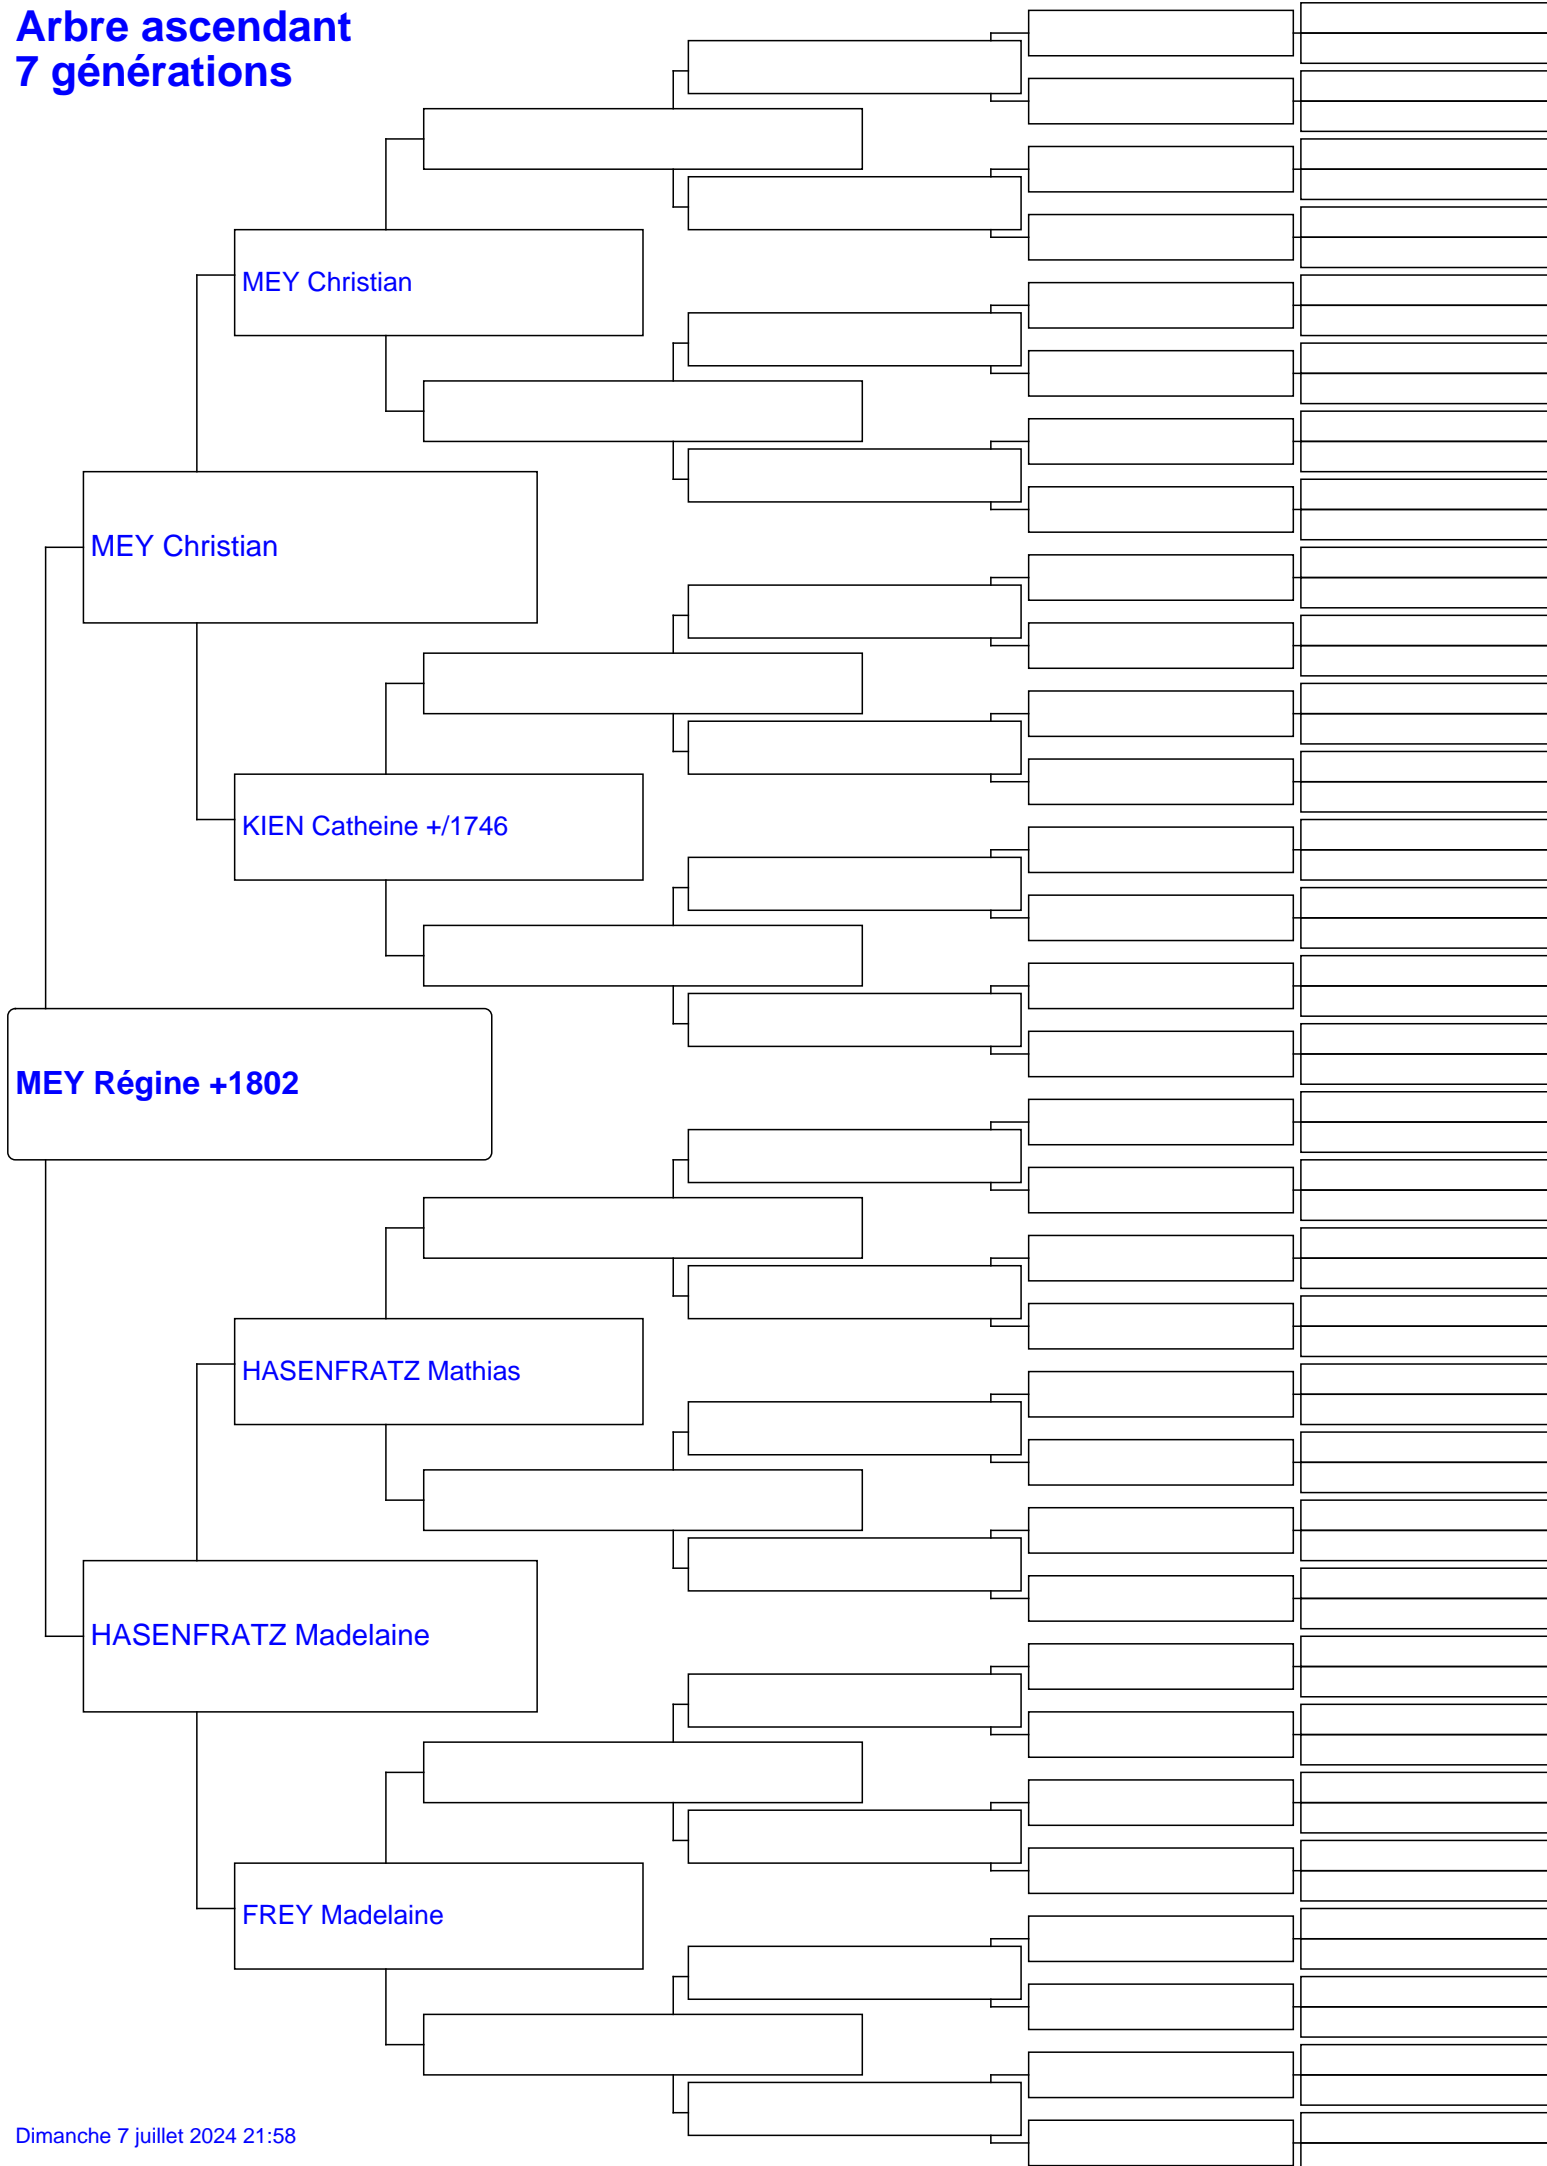 Arbre ascendant
7 générations
MEY Christian
MEY Christian
KIEN Catheine +/1746
MEY Régine +1802
HASENFRATZ Mathias
HASENFRATZ Madelaine
FREY Madelaine
Dimanche 7 juillet 2024 21:58